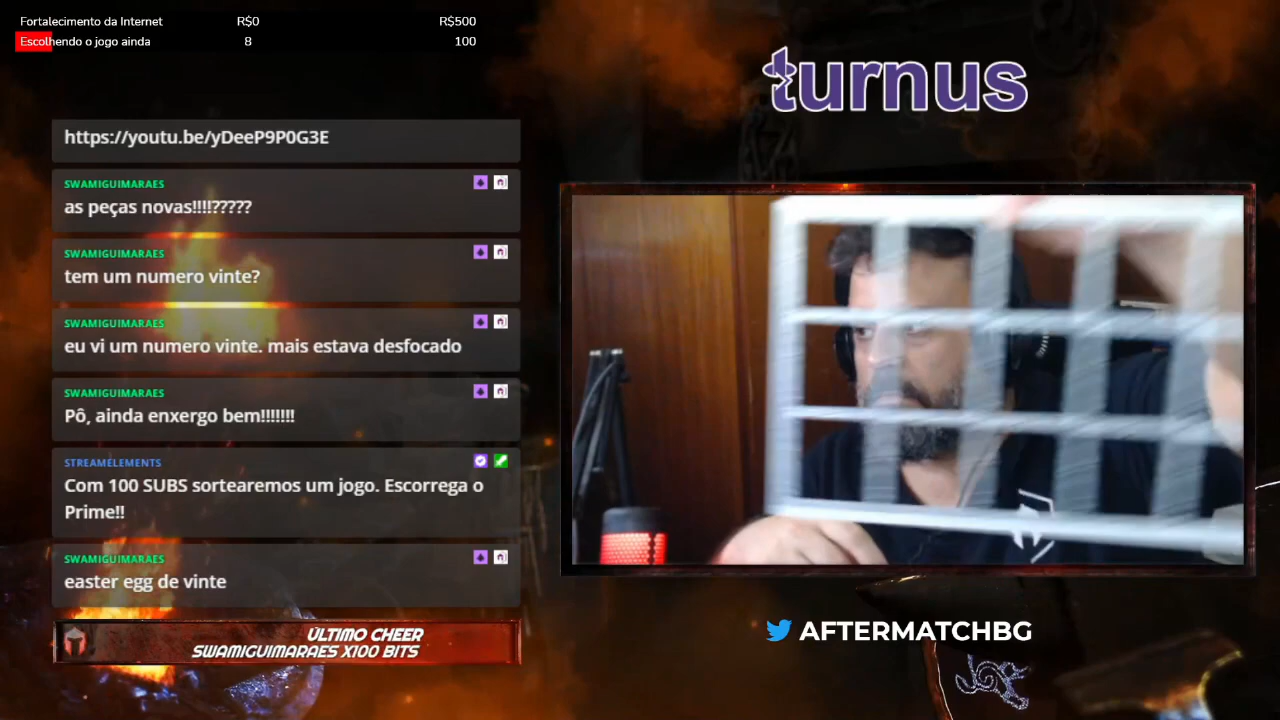 Fortalecimento da Internet R$0 R$500
Escolhendo o jogo ainda 8 100
turnus
https://youtu.be/yDeeP9P0G3E
SWAMIGUIMARAES
as peças novas!!!!?????
SWAMIGUIMARAES
tem um numero vinte?
SWAMIGUIMARAES
eu vi um numero vinte. mais estava desfocado
SWAMIGUIMARAES
Pô, ainda enxergo bem!!!!!!!
STREAMELEMENTS
Com 100 SUBS sortearemos um jogo. Escorrega o
Prime!!
SWAMIGUIMARAES
easter egg de vinte
ÚLTIMO CHEER
SWAMIGUIMARAES X100 BITS
AFTERMATCHBG